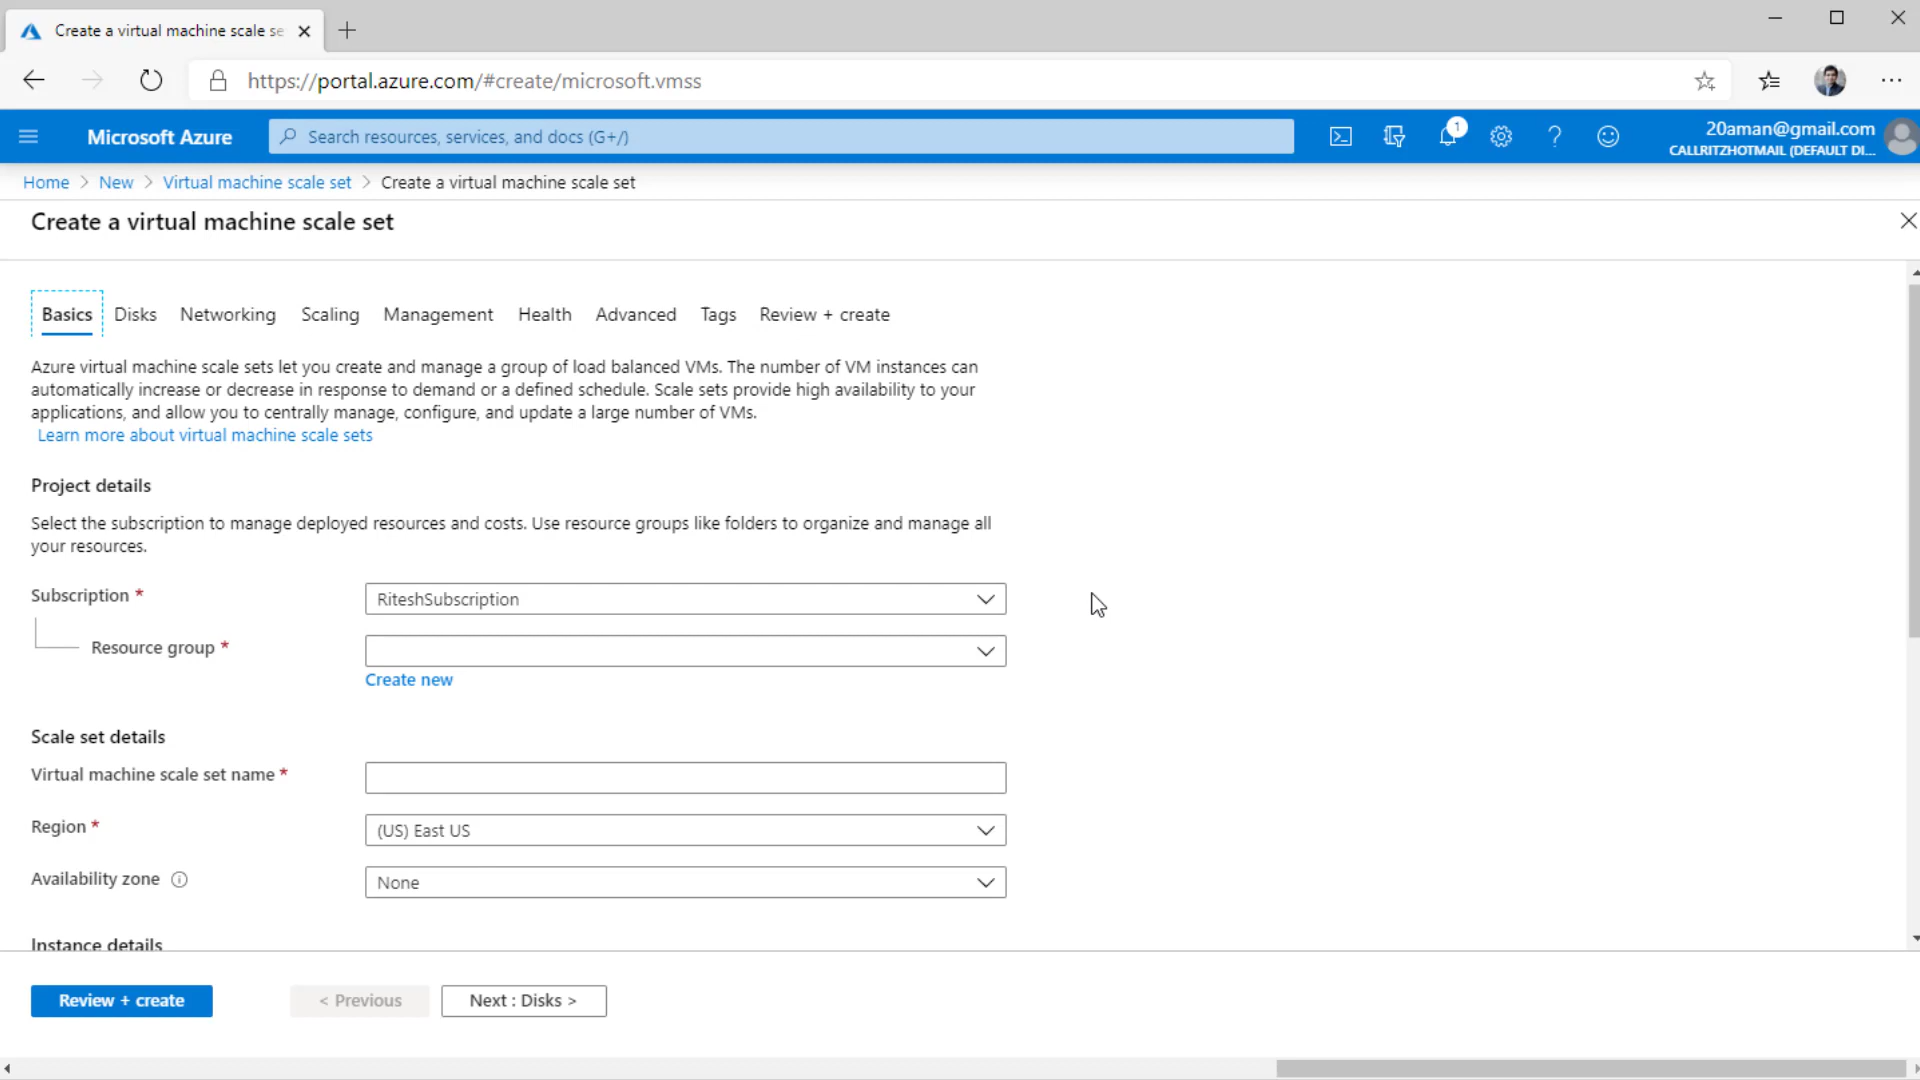 Create a virtual machine scale se
https://portal.azure.com/#create/microsoft.vmss
Microsoft Azure
Search resources, services, and docs (G+/)
1
20aman@gmail.com
CALLRITZHOTMAIL (DEFAULT DI...
Home > New > Virtual machine scale set > Create a virtual machine scale set
Create a virtual machine scale set
Basics Disks Networking Scaling Management Health Advanced Tags Review + create
Azure virtual machine scale sets let you create and manage a group of load balanced VMs. The number of VM instances can
automatically increase or decrease in response to demand or a defined schedule. Scale sets provide high availability to your
applications, and allow you to centrally manage, configure, and update a large number of VMs.
Learn more about virtual machine scale sets
Project details
Select the subscription to manage deployed resources and costs. Use resource groups like folders to organize and manage all
your resources.
Subscription *
RiteshSubscription
Resource group *
Create new
Scale set details
Virtual machine scale set name *
Region *
(US) East US
Availability zone
None
Instance details
Review + create
< Previous
Next : Disks >